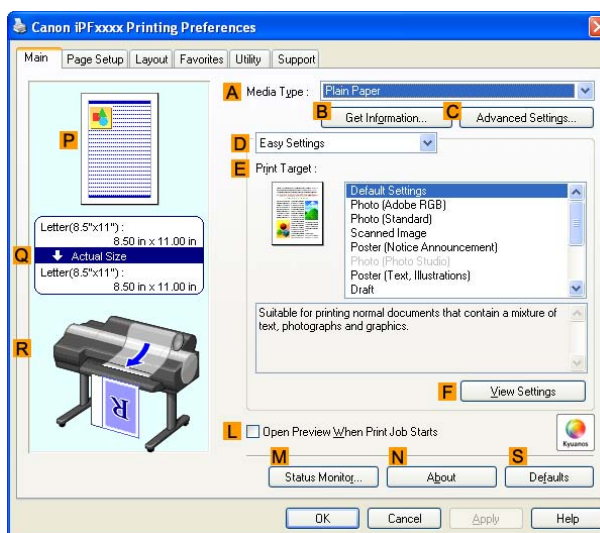 Canon iPFxxxx Printing Preferences
Main Page Setup Layout Favorites Utility Support
A Media Type : Plain Paper
B Get Information... C Advanced Settings...
D Easy Settings
E Print Target :
Default Settings
Photo (Adobe RGB)
Photo (Standard)
Scanned Image
Poster (Notice Announcement)
Photo (Photo Studio)
Poster (Text, Illustrations)
Draft
Suitable for printing normal documents that contain a mixture of
text, photographs and graphics.
F View Settings
P
Letter(8.5"x11") :
8.50 in x 11.00 in
Q Actual Size
Letter(8.5"x11") :
8.50 in x 11.00 in
R
R
L Open Preview When Print Job Starts
Kyuanos
M Status Monitor... N About S Defaults
OK Cancel Apply Help